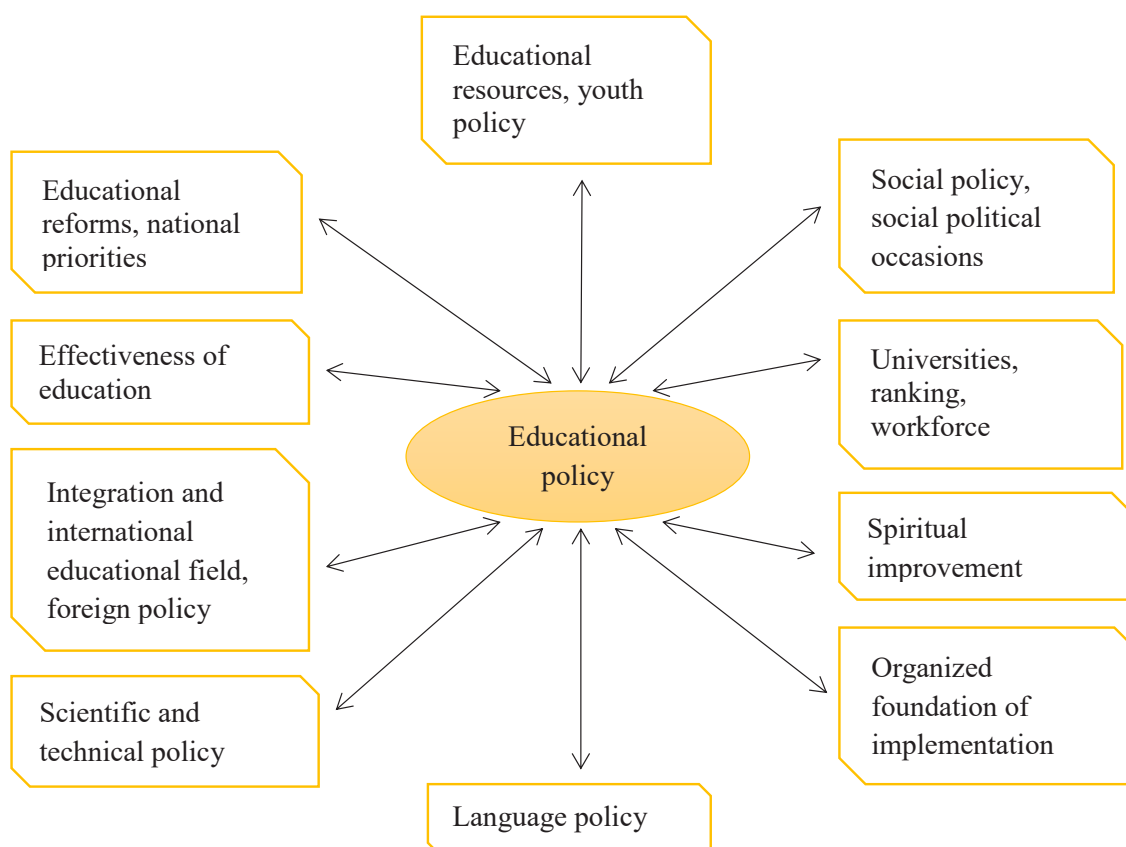 Educational
resources, youth
policy
Educational
reforms, national
priorities
Social policy,
social political
occasions
Effectiveness of
education
Universities,
ranking,
workforce
Educational
policy
Integration and
international
educational field,
foreign policy
Spiritual
improvement
Scientific and
technical policy
Organized
foundation of
implementation
Language policy